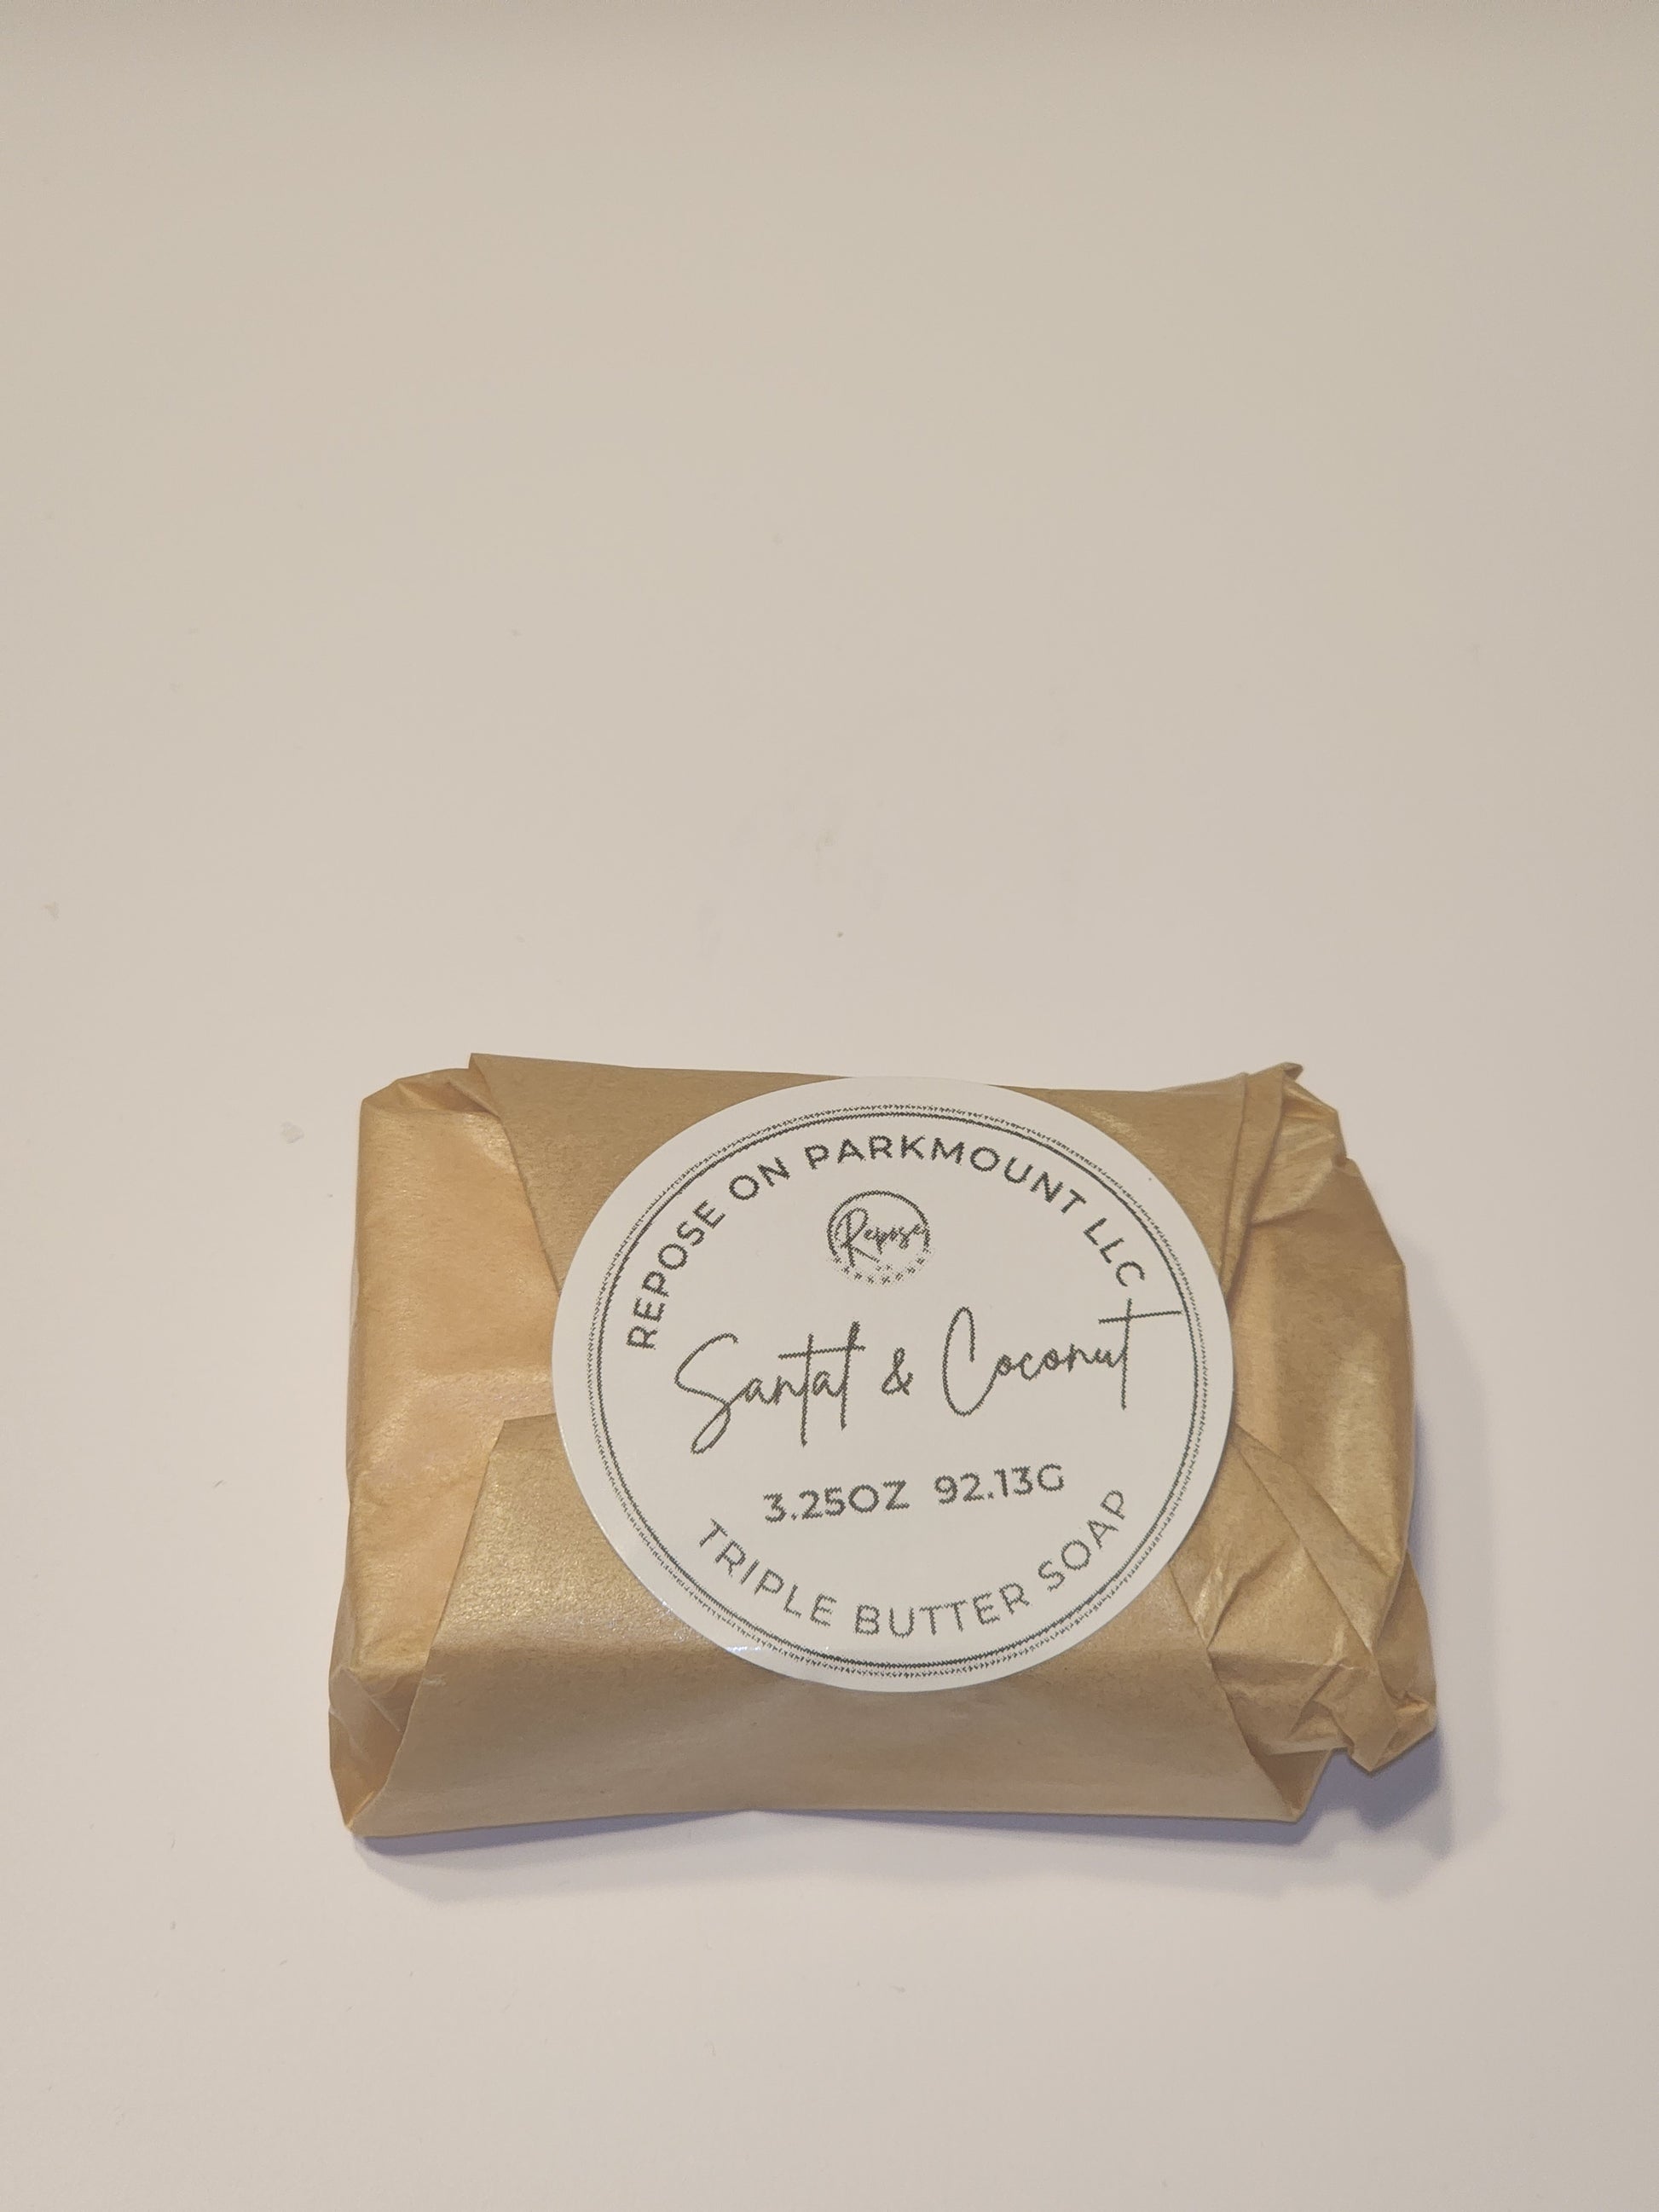 REPOSE ON PARKMOUNT LLC
Repose
Santal & Coconut
3.25OZ 92.13G
TRIPLE BUTTER SOAP